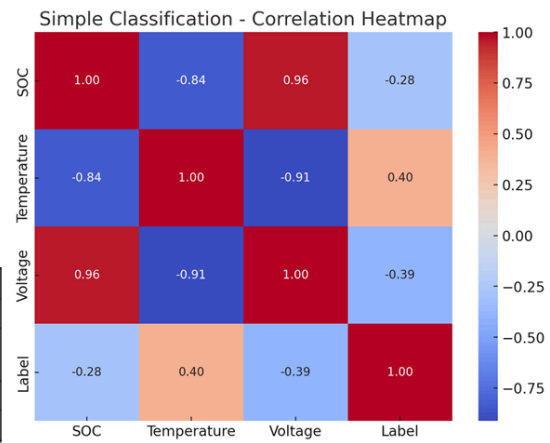 Simple Classification - Correlation Heatmap
SOC 1.00 -0.84 0.96 -0.28
Temperature -0.84 1.00 -0.91 0.40
Voltage 0.96 -0.91 1.00 -0.39
Label -0.28 0.40 -0.39 1.00
SOC Temperature Voltage Label
1.00
0.75
0.50
0.25
0.00
−0.25
−0.50
−0.75